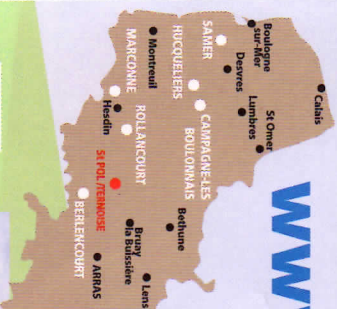 Calais
Boulogne
sur-Mer
St Omer
SAMER
Desvres
Lumbres
HUCQUELIERS
CAMPAGNE-LES
BOULONNAIS
Montreuil
MARCONNE
Hesdin
ROLLANCOURT
Bethune
St POL /TERNOISE
Bruay
la Buissière
Lens
BERLENCOURT
ARRAS
WWW